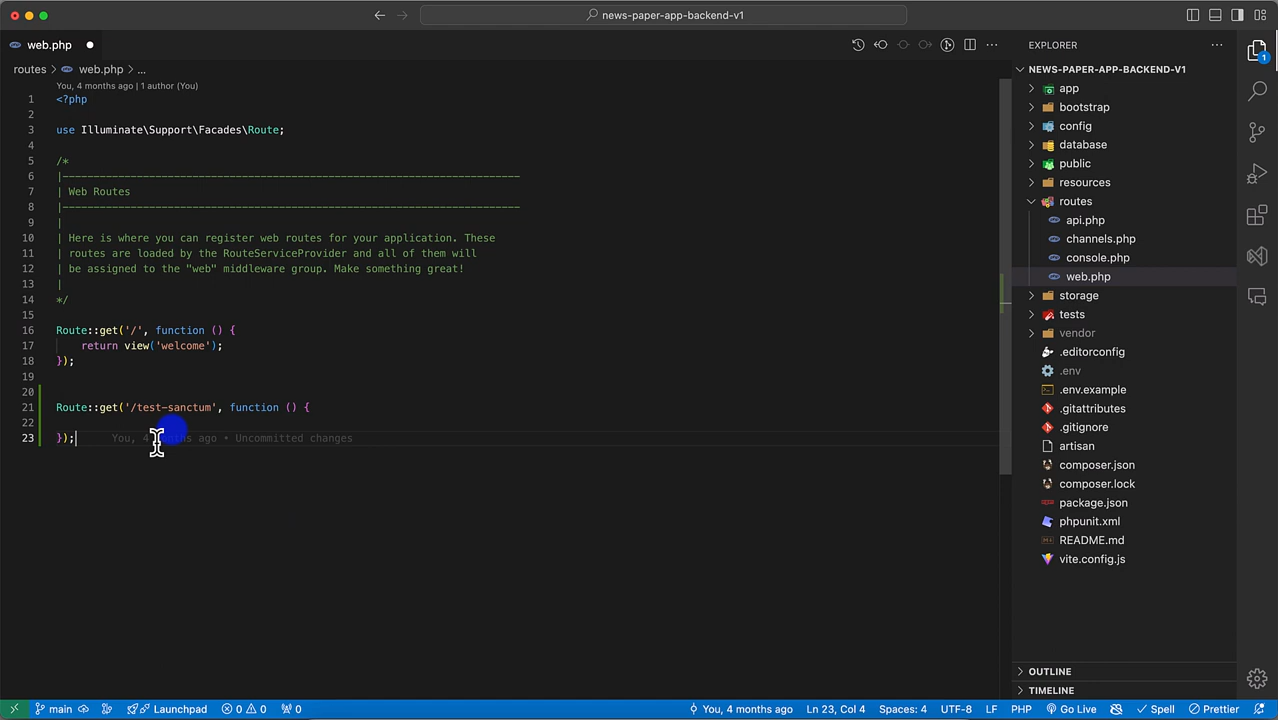 news-paper-app-backend-v1
web.php
routes > web.php > ...
You, 4 months ago | 1 author (You)
1 <?php
2
3 use Illuminate\Support\Facades\Route;
4
5 /*
6 |--------------------------------------------------------------------------
7 | Web Routes
8 |--------------------------------------------------------------------------
9 |
10 | Here is where you can register web routes for your application. These
11 | routes are loaded by the RouteServiceProvider and all of them will
12 | be assigned to the "web" middleware group. Make something great!
13 |
14 */
15
16 Route::get('/', function () {
17 return view('welcome');
18 });
19
20
21 Route::get('/test-sanctum', function () {
22
23 }); You, 4 months ago • Uncommitted changes
EXPLORER
NEWS-PAPER-APP-BACKEND-V1
app
bootstrap
config
database
public
resources
routes
api.php
channels.php
console.php
web.php
storage
tests
vendor
.editorconfig
.env
.env.example
.gitattributes
.gitignore
artisan
composer.json
composer.lock
package.json
phpunit.xml
README.md
vite.config.js
OUTLINE
TIMELINE
1
main Launchpad 0 0 0 You, 4 months ago Ln 23, Col 4 Spaces: 4 UTF-8 LF PHP Go Live Spell Prettier